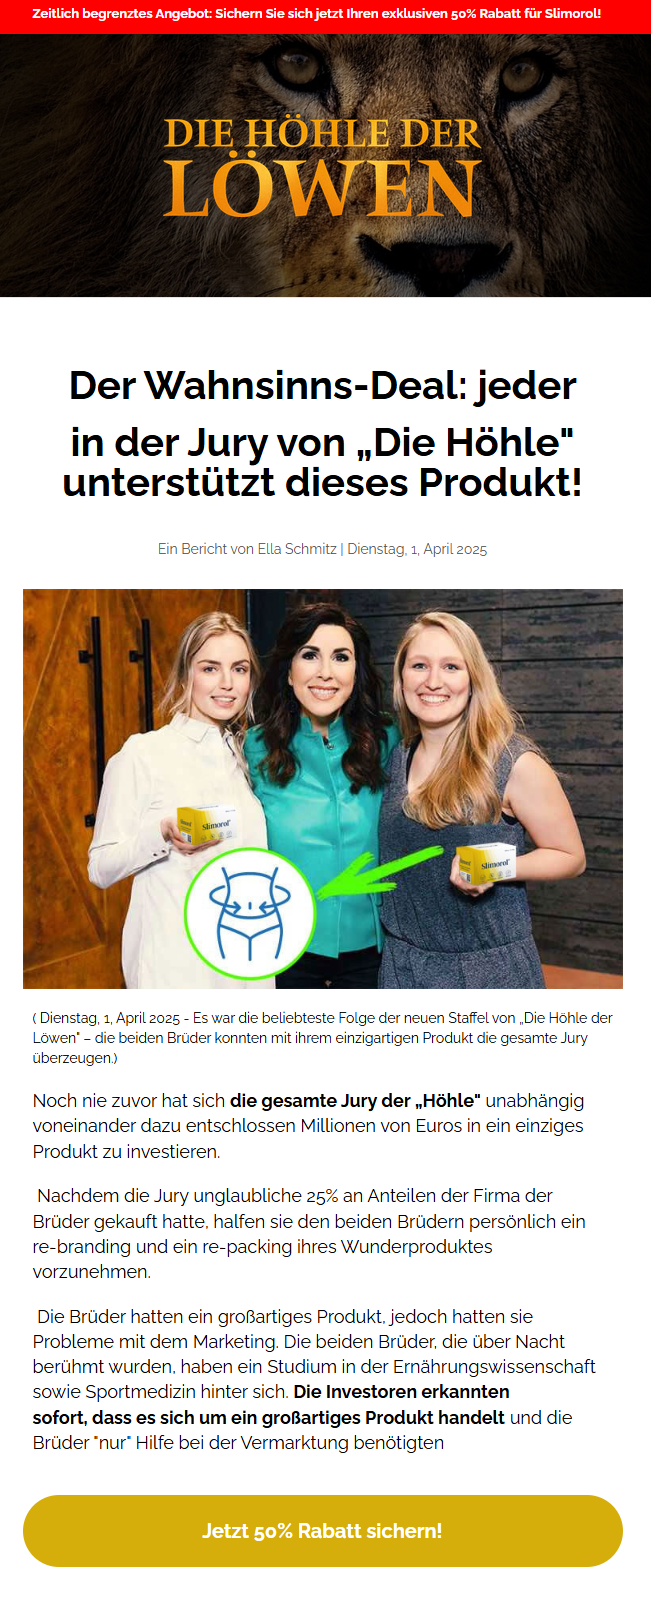 Zeitlich begrenztes Angebot: Sichern Sie sich jetzt Ihren exklusiven 50% Rabatt für Slimorol!
DIE HÖHLE DER
LÖWEN
Der Wahnsinns-Deal: jeder
in der Jury von „Die Höhle"
unterstützt dieses Produkt!
Ein Bericht von Ella Schmitz | Dienstag, 1, April 2025
Slimorol
Slimorol
( Dienstag, 1, April 2025 - Es war die beliebteste Folge der neuen Staffel von „Die Höhle der
Löwen" – die beiden Brüder konnten mit ihrem einzigartigen Produkt die gesamte Jury
überzeugen.)
Noch nie zuvor hat sich die gesamte Jury der „Höhle" unabhängig
voneinander dazu entschlossen Millionen von Euros in ein einziges
Produkt zu investieren.
Nachdem die Jury unglaubliche 25% an Anteilen der Firma der
Brüder gekauft hatte, halfen sie den beiden Brüdern persönlich ein
re-branding und ein re-packing ihres Wunderproduktes
vorzunehmen.
Die Brüder hatten ein großartiges Produkt, jedoch hatten sie
Probleme mit dem Marketing. Die beiden Brüder, die über Nacht
berühmt wurden, haben ein Studium in der Ernährungswissenschaft
sowie Sportmedizin hinter sich. Die Investoren erkannten
sofort, dass es sich um ein großartiges Produkt handelt und die
Brüder "nur" Hilfe bei der Vermarktung benötigten
Jetzt 50% Rabatt sichern!